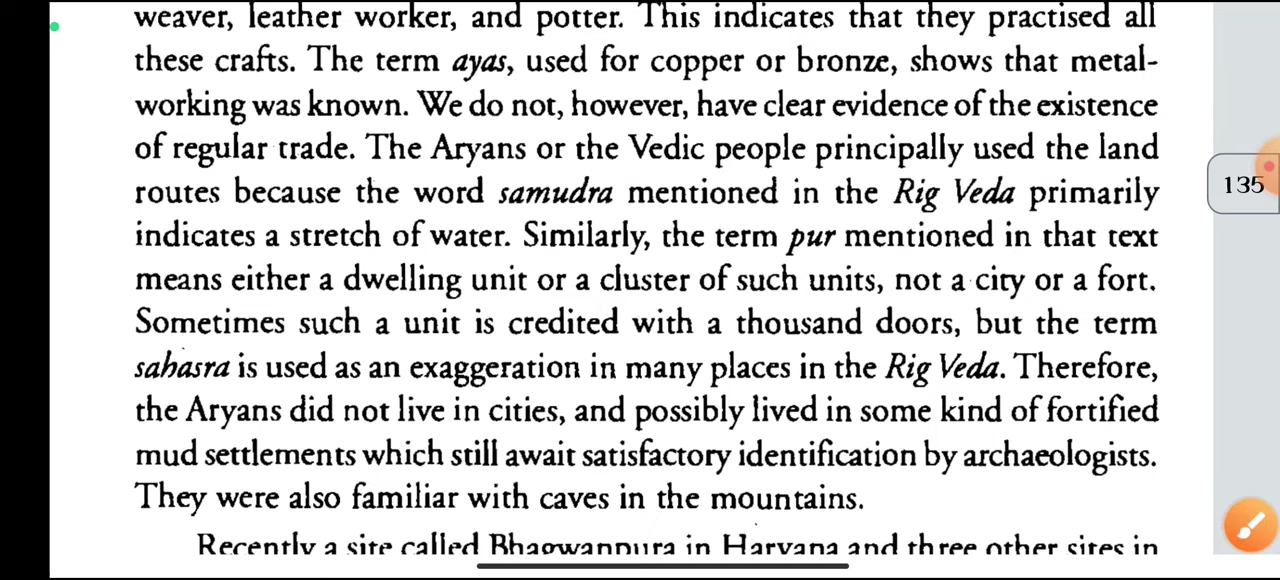 weaver, leather worker, and potter. This indicates that they practised all
these crafts. The term ayas, used for copper or bronze, shows that metal-
working was known. We do not, however, have clear evidence of the existence
of regular trade. The Aryans or the Vedic people principally used the land
routes because the word samudra mentioned in the Rig Veda primarily
indicates a stretch of water. Similarly, the term pur mentioned in that text
means either a dwelling unit or a cluster of such units, not a city or a fort.
Sometimes such a unit is credited with a thousand doors, but the term
sahasra is used as an exaggeration in many places in the Rig Veda. Therefore,
the Aryans did not live in cities, and possibly lived in some kind of fortified
mud settlements which still await satisfactory identification by archaeologists.
They were also familiar with caves in the mountains.
Recently a site called Bhagwanpura in Haryana and three other sites in
135